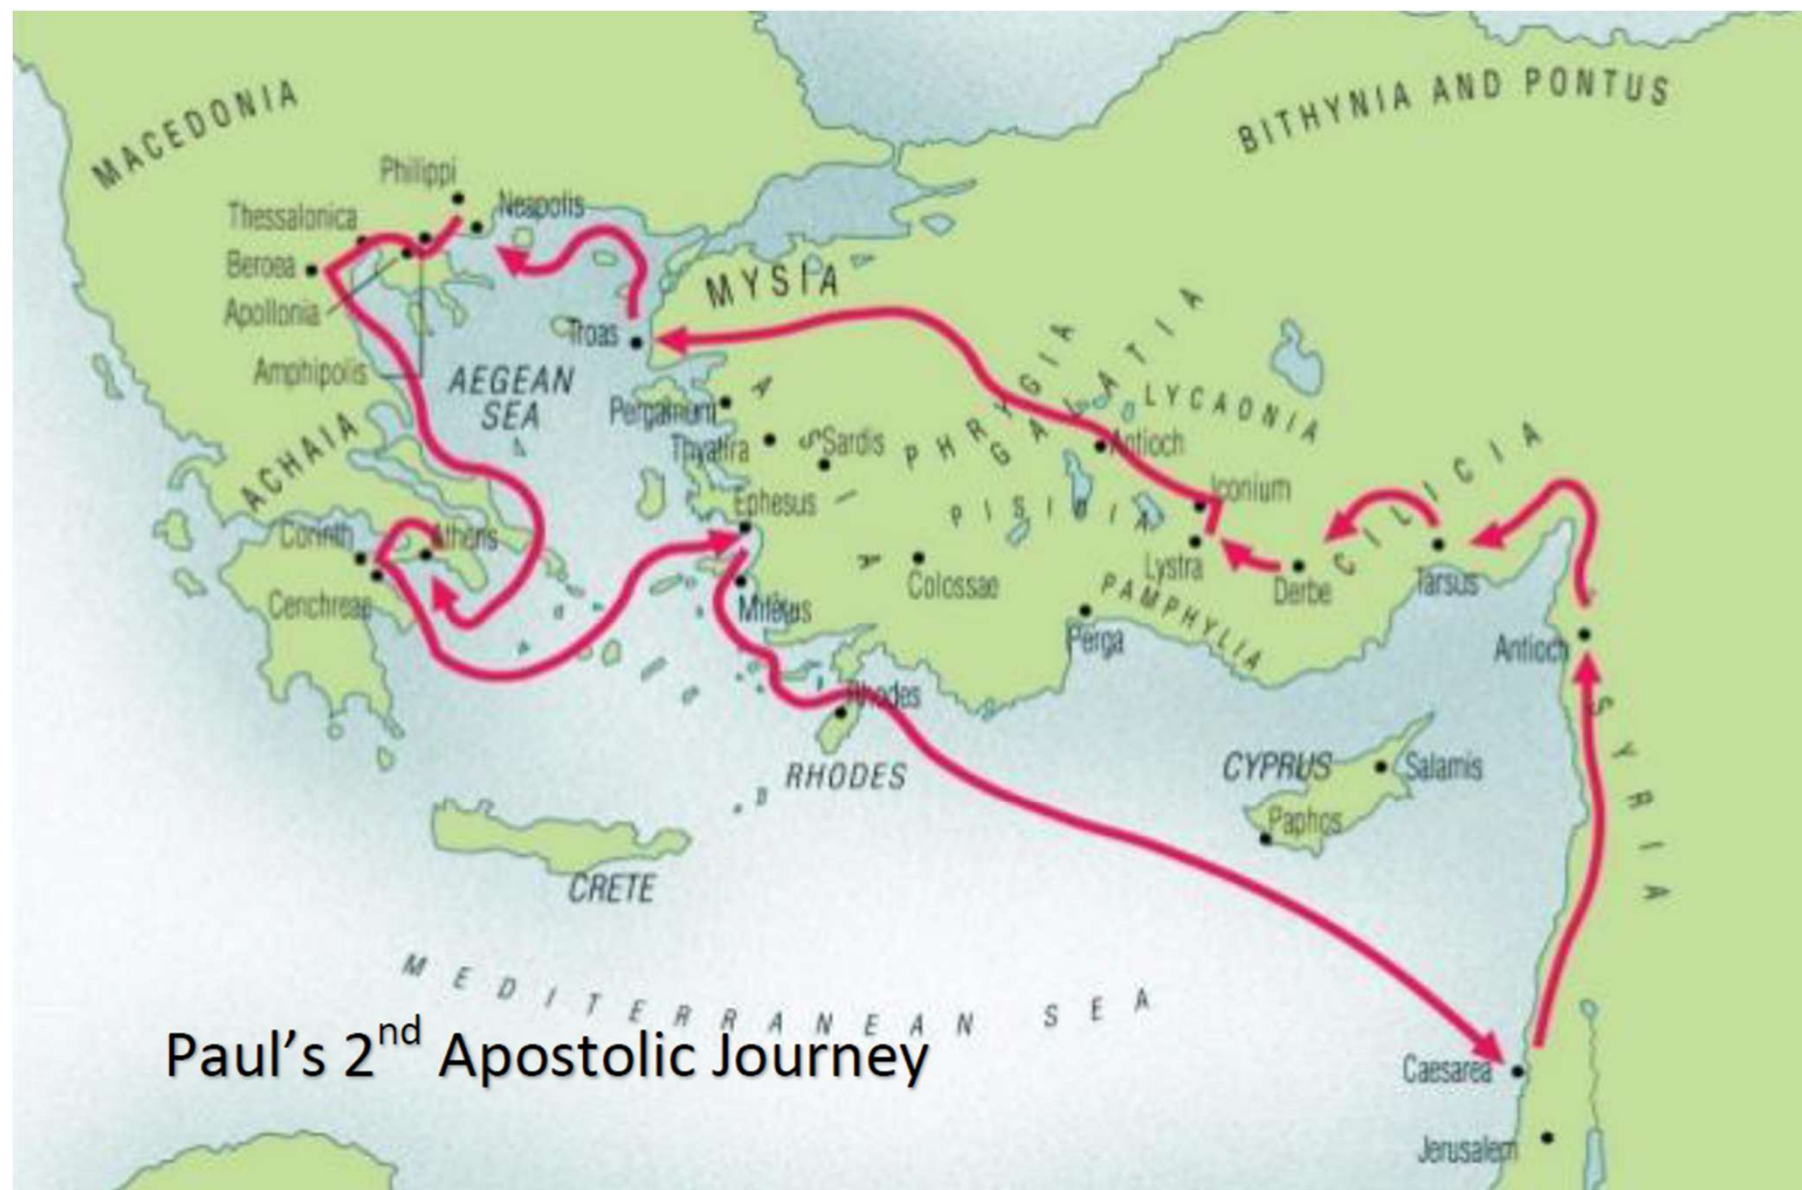 MACEDONIA
BITHYNIA AND PONTUS
Philippi
Neapolis
Thessalonica
Beroea
Apollonia
Amphipolis
MYSIA
Troas
AEGEAN
SEA
PHRYGIA
GALATIA
LYCAONIA
Pergamum
ASIA
Thyatira
Sardis
Antioch
CILICIA
ACHAIA
Ephesus
PISIDIA
Iconium
Corinth
Athens
Cenchreae
Miletus
Colossae
Lystra
Derbe
Tarsus
PAMPHYLIA
Perga
Antioch
Rhodes
RHODES
SYRIA
CYPRUS
Salamis
Paphos
CRETE
MEDITERRANEAN SEA
Paul’s 2nd Apostolic Journey
Caesarea
Jerusalem